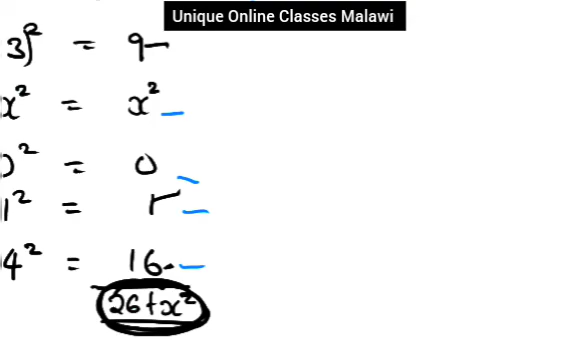 Unique Online Classes Malawi
3)² = 9
x² = x²
0² = 0
1² = 1
4² = 16
26+x²